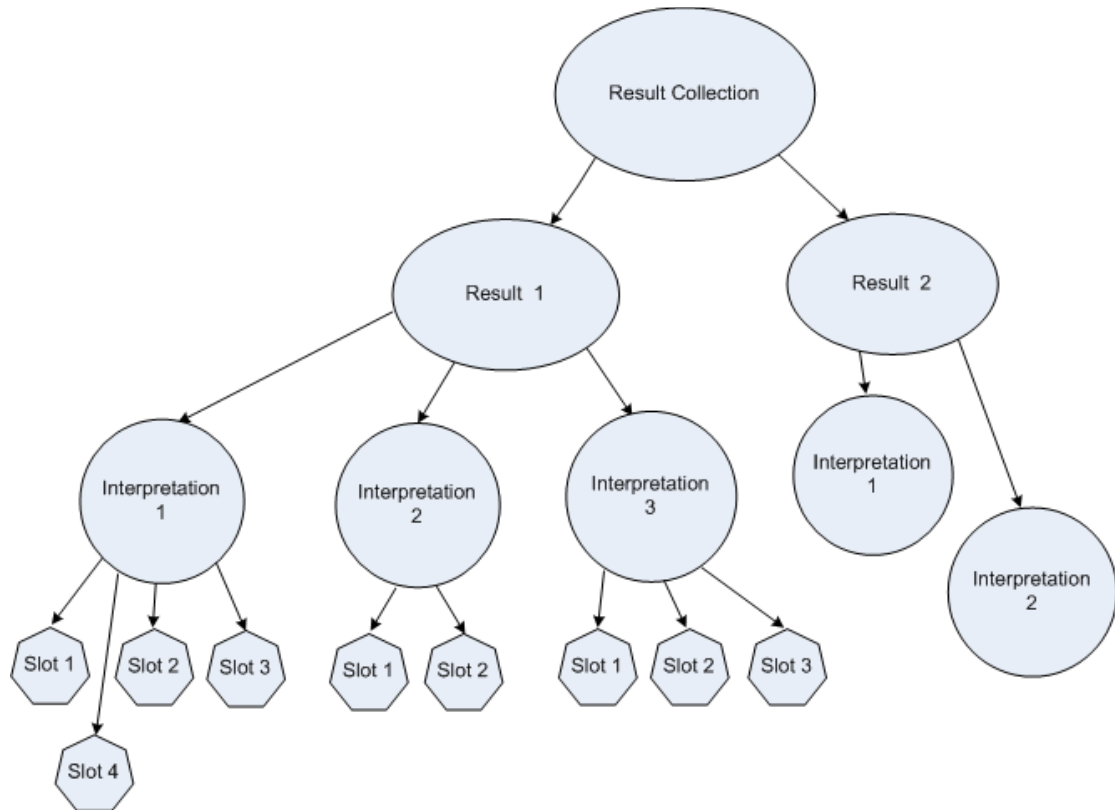 Result Collection
Result 1
Result 2
Interpretation
1
Interpretation
2
Interpretation
3
Interpretation
1
Interpretation
2
Slot 1
Slot 2
Slot 3
Slot 4
Slot 1
Slot 2
Slot 1
Slot 2
Slot 3